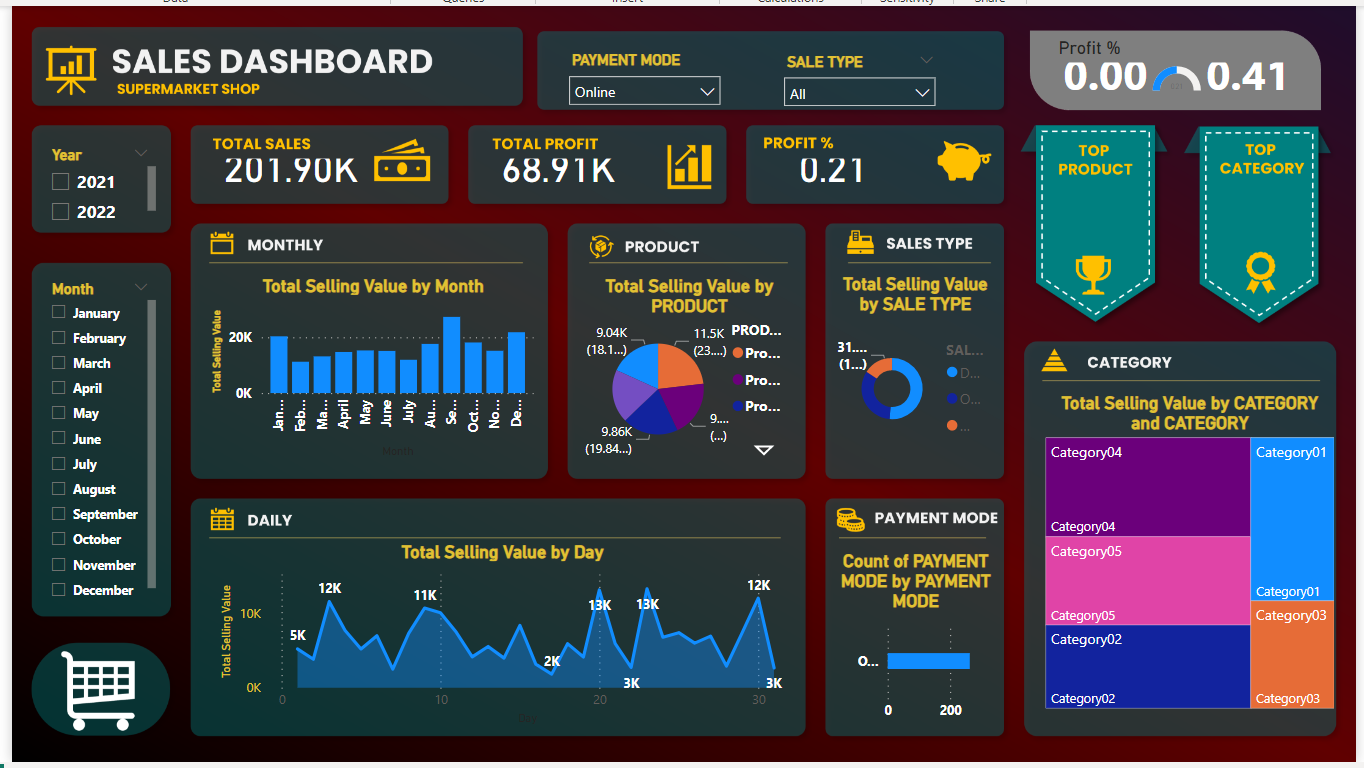 Data Queries Insert Calculations Sensitivity Share
SALES DASHBOARD
SUPERMARKET SHOP
PAYMENT MODE
Online
SALE TYPE
All
Profit %
0.00 0.41
Year
2021
2022
TOTAL SALES
201.90K
TOTAL PROFIT
68.91K
PROFIT %
0.21
TOP
PRODUCT
TOP
CATEGORY
Month
January
February
March
April
May
June
July
August
September
October
November
December
MONTHLY
Total Selling Value by Month
Total Selling Value
20K
0K
Jan...
Feb...
Ma...
April
May
June
July
Au...
Se...
Oct...
No...
De...
Month
PRODUCT
Total Selling Value by
PRODUCT
9.04K
(18.1...)
11.5K
(23....)
9....
(...)
9.86K
(19.84...)
PROD...
Pro...
Pro...
Pro...
SALES TYPE
Total Selling Value
by SALE TYPE
31....
(1...)
SAL...
D...
O...
...
DAILY
Total Selling Value by Day
Total Selling Value
10K
0K
5K
12K
11K
2K
13K
3K
13K
12K
3K
0
10
20
30
Day
PAYMENT MODE
Count of PAYMENT
MODE by PAYMENT
MODE
O...
0
200
CATEGORY
Total Selling Value by CATEGORY
and CATEGORY
Category04
Category04
Category05
Category05
Category02
Category02
Category01
Category01
Category03
Category03